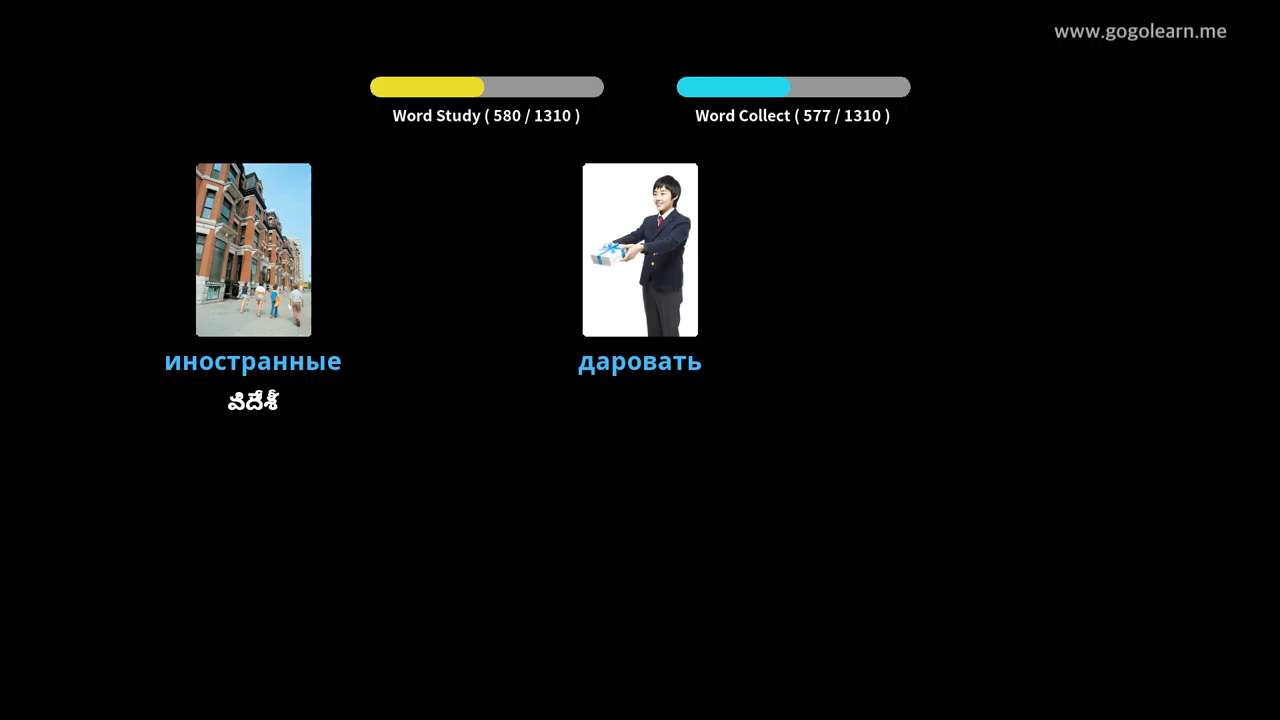 www.gogolearn.me
Word Study ( 580 / 1310 )
Word Collect ( 577 / 1310 )
иностранные
даровать
విదేశీ